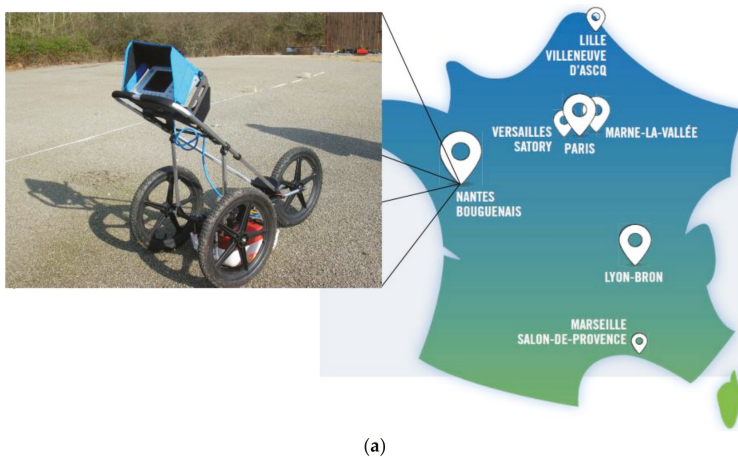 LILLE
VILLENEUVE
D'ASCQ
VERSAILLES
SATORY
PARIS
MARNE-LA-VALLÉE
NANTES
BOUGUENAIS
LYON-BRON
MARSEILLE
SALON-DE-PROVENCE
(a)